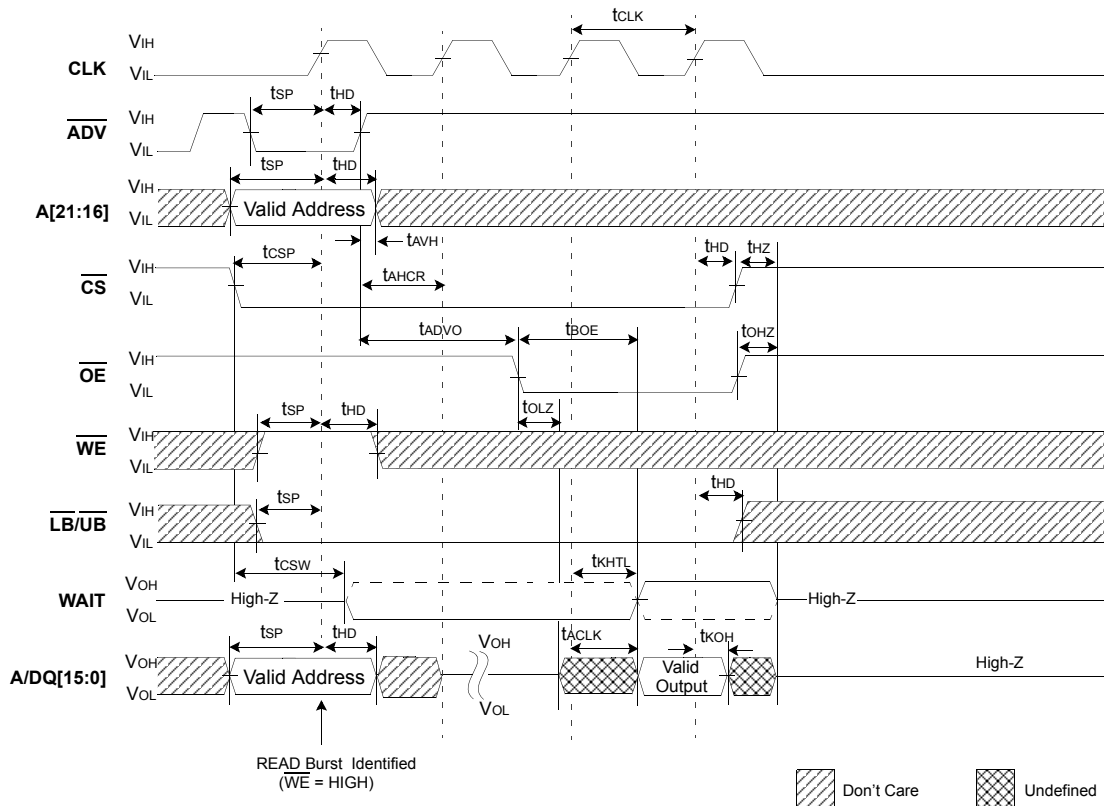 tCLK
VIH
VIL
CLK
tSP
tHD
VIH
VIL
ADV
tSP
tHD
VIH
VIL
A[21:16]
Valid Address
tAVH
tCSP
tHD
tHZ
VIH
VIL
CS
tAHCR
tADVO
tBOE
tOHZ
VIH
VIL
OE
tSP
tHD
tOLZ
VIH
VIL
WE
tSP
tHD
VIH
VIL
LB/UB
tCSW
tKHTL
VOH
VOL
WAIT
High-Z
High-Z
tSP
tHD
VOH
tACLK
tKOH
VOH
VOL
A/DQ[15:0]
Valid Address
VOL
Valid
Output
High-Z
READ Burst Identified
(WE = HIGH)
Don't Care
Undefined